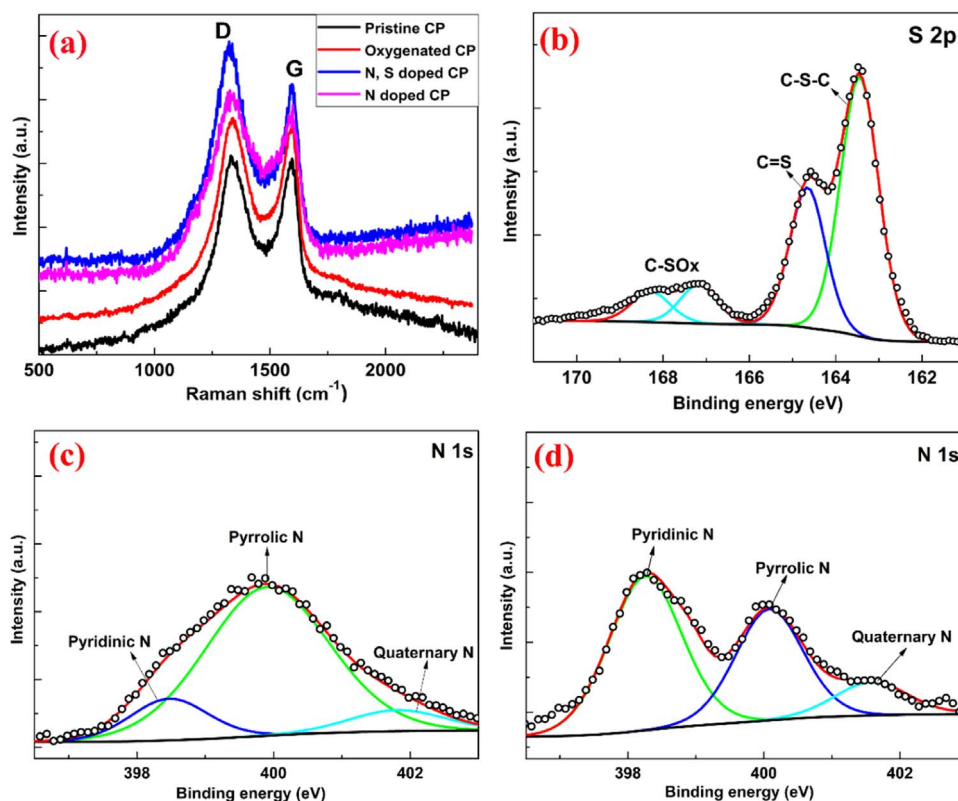 (a)
D
G
Pristine CP
Oxygenated CP
N, S doped CP
N doped CP
Intensity (a.u.)
500
1000
1500
2000
Raman shift (cm⁻¹)
(b)
S 2p
C-S-C
C=S
C-SOx
Intensity (a.u.)
170
168
166
164
162
Binding energy (eV)
(c)
N 1s
Pyrrolic N
Pyridinic N
Quaternary N
Intensity (a.u.)
398
400
402
Binding energy (eV)
(d)
N 1s
Pyridinic N
Pyrrolic N
Quaternary N
Intensity (a.u.)
398
400
402
Binding energy (eV)